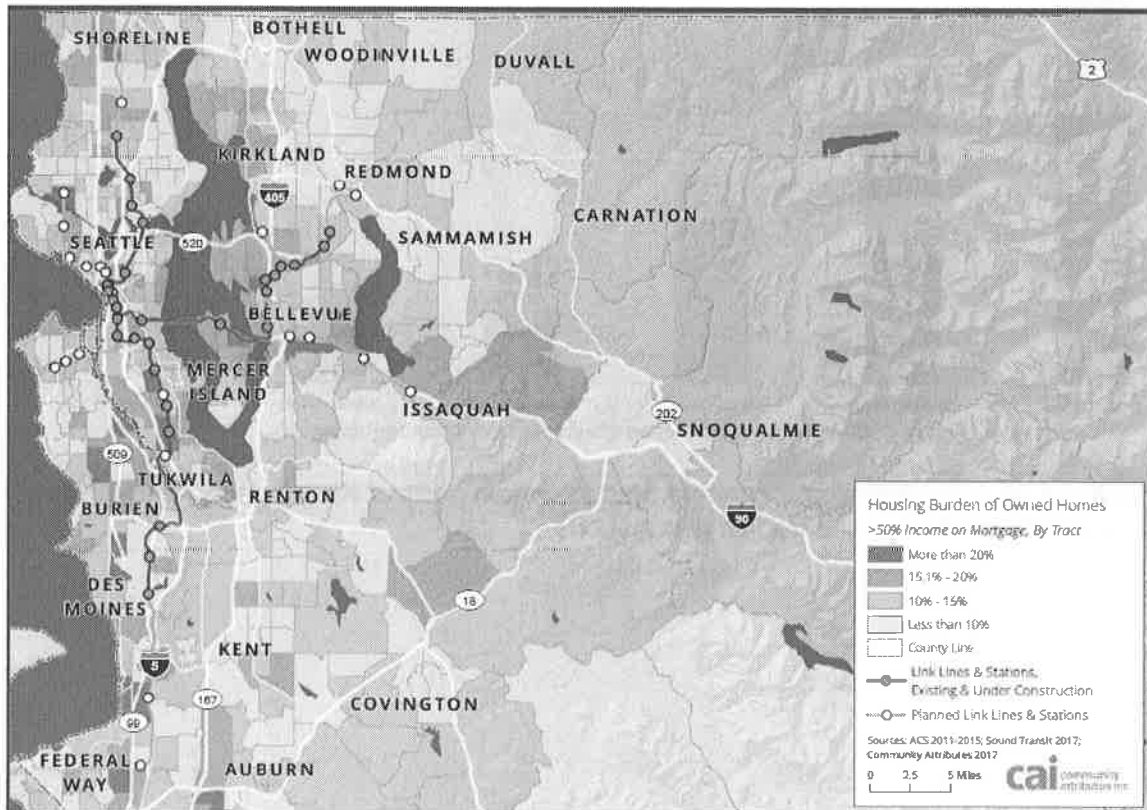 SHORELINE
BOTHELL
WOODINVILLE
DUVALL
2
KIRKLAND
REDMOND
405
CARNATION
SEATTLE
520
SAMMAMISH
BELLEVUE
MERCER
ISLAND
ISSAQUAH
202
SNOQUALMIE
509
TUKWILA
RENTON
BURIEN
90
DES
MOINES
18
KENT
5
167
COVINGTON
99
FEDERAL
WAY
AUBURN
Housing Burden of Owned Homes
>50% Income on Mortgage, By Tract
More than 20%
15.1% - 20%
10% - 15%
Less than 10%
County Line
Link Lines & Stations,
Existing & Under Construction
Planned Link Lines & Stations
Sources: ACS 2011-2015; Sound Transit 2017;
Community Attributes 2017
0 2.5 5 Miles
cai community
attributes inc